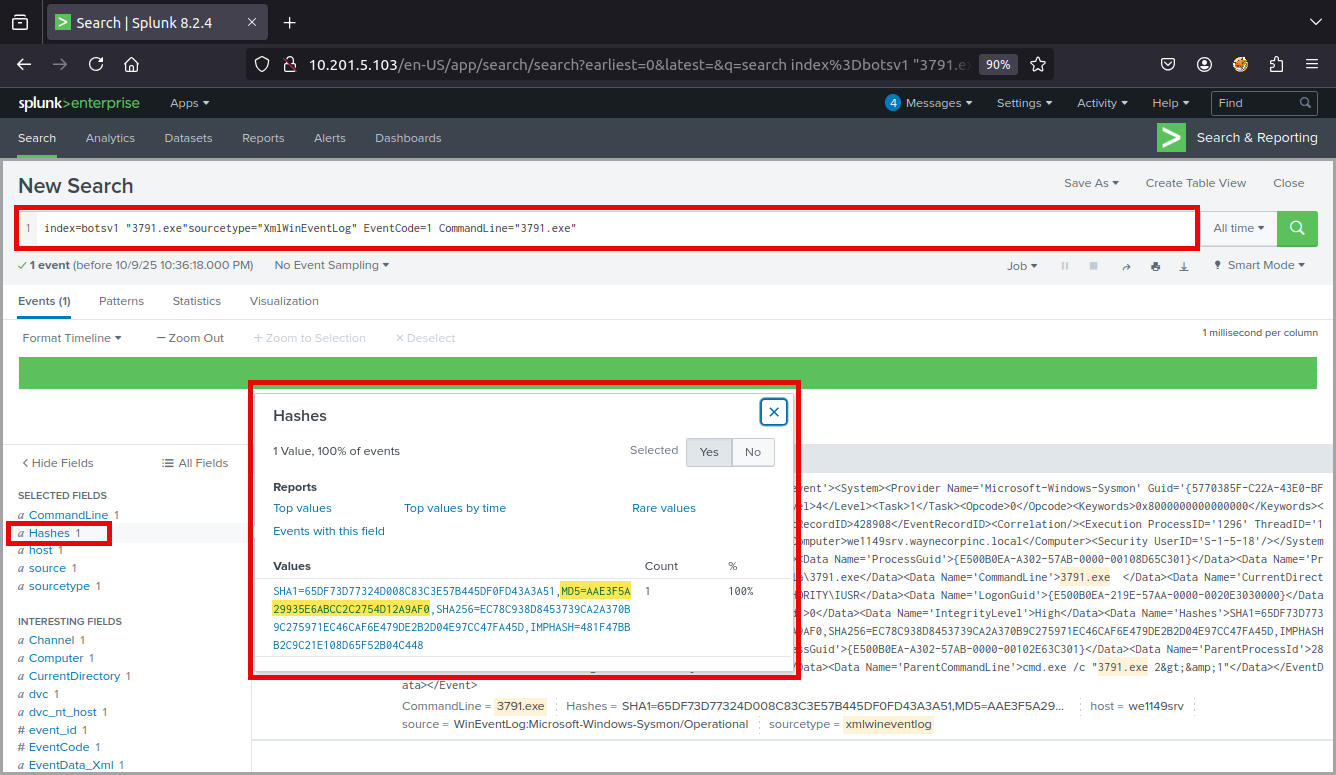 Search | Splunk 8.2.4
10.201.5.103/en-US/app/search/search?earliest=0&latest=&q=search index%3Dbotsv1 "3791.e
90%
splunk>enterprise
Apps
4 Messages
Settings
Activity
Help
Find
Search
Analytics
Datasets
Reports
Alerts
Dashboards
Search & Reporting
New Search
Save As
Create Table View
Close
1 index=botsv1 "3791.exe"sourcetype="XmlWinEventLog" EventCode=1 CommandLine="3791.exe"
All time
1 event (before 10/9/25 10:36:18.000 PM)
No Event Sampling
Job
Smart Mode
Events (1)
Patterns
Statistics
Visualization
Format Timeline
Zoom Out
Zoom to Selection
Deselect
1 millisecond per column
Hide Fields
All Fields
SELECTED FIELDS
a CommandLine 1
a Hashes 1
a host 1
a source 1
a sourcetype 1
INTERESTING FIELDS
a Channel 1
a Computer 1
a CurrentDirectory 1
a dvc 1
a dvc_nt_host 1
# event_id 1
# EventCode 1
a EventData_Xml 1
Hashes
1 Value, 100% of events
Selected
Yes
No
Reports
Top values
Top values by time
Rare values
Events with this field
Values
Count
%
SHA1=65DF73D77324D008C83C3E57B445DF0FD43A3A51,MD5=AAE3F5A
29935E6ABCC2C2754D12A9AF0,SHA256=EC78C938D8453739CA2A370B
9C275971EC46CAF6E479DE2B2D04E97CC47FA45D,IMPHASH=481F47BB
B2C9C21E108D65F52B04C448
1
100%
vent'><System><Provider Name='Microsoft-Windows-Sysmon' Guid='{5770385F-C22A-43E0-BF
el>4</Level><Task>1</Task><Opcode>0</Opcode><Keywords>0x8000000000000000</Keywords><
RecordID>428908</EventRecordID><Correlation/><Execution ProcessID='1296' ThreadID='1
omputer>we1149srv.waynecorpinc.local</Computer><Security UserID='S-1-5-18'/></System
<Data Name='ProcessGuid'>{E500B0EA-A302-57AB-0000-00108D65C301}</Data><Data Name='Pr
a\3791.exe</Data><Data Name='CommandLine'>3791.exe </Data><Data Name='CurrentDirect
HORITY\IUSR</Data><Data Name='LogonGuid'>{E500B0EA-219E-57AA-0000-0020E3030000}</Data
>0</Data><Data Name='IntegrityLevel'>High</Data><Data Name='Hashes'>SHA1=65DF73D773
9AF0,SHA256=EC78C938D8453739CA2A370B9C275971EC46CAF6E479DE2B2D04E97CC47FA45D,IMPHASH
essGuid'>{E500B0EA-A302-57AB-0000-00102E63C301}</Data><Data Name='ParentProcessId'>28
/Data><Data Name='ParentCommandLine'>cmd.exe /c "3791.exe 2&gt;&amp;1"</Data></EventD
ata></Event>
CommandLine = 3791.exe
Hashes = SHA1=65DF73D77324D008C83C3E57B445DF0FD43A3A51,MD5=AAE3F5A29...
host = we1149srv
source = WinEventLog:Microsoft-Windows-Sysmon/Operational
sourcetype = xmlwineventlog